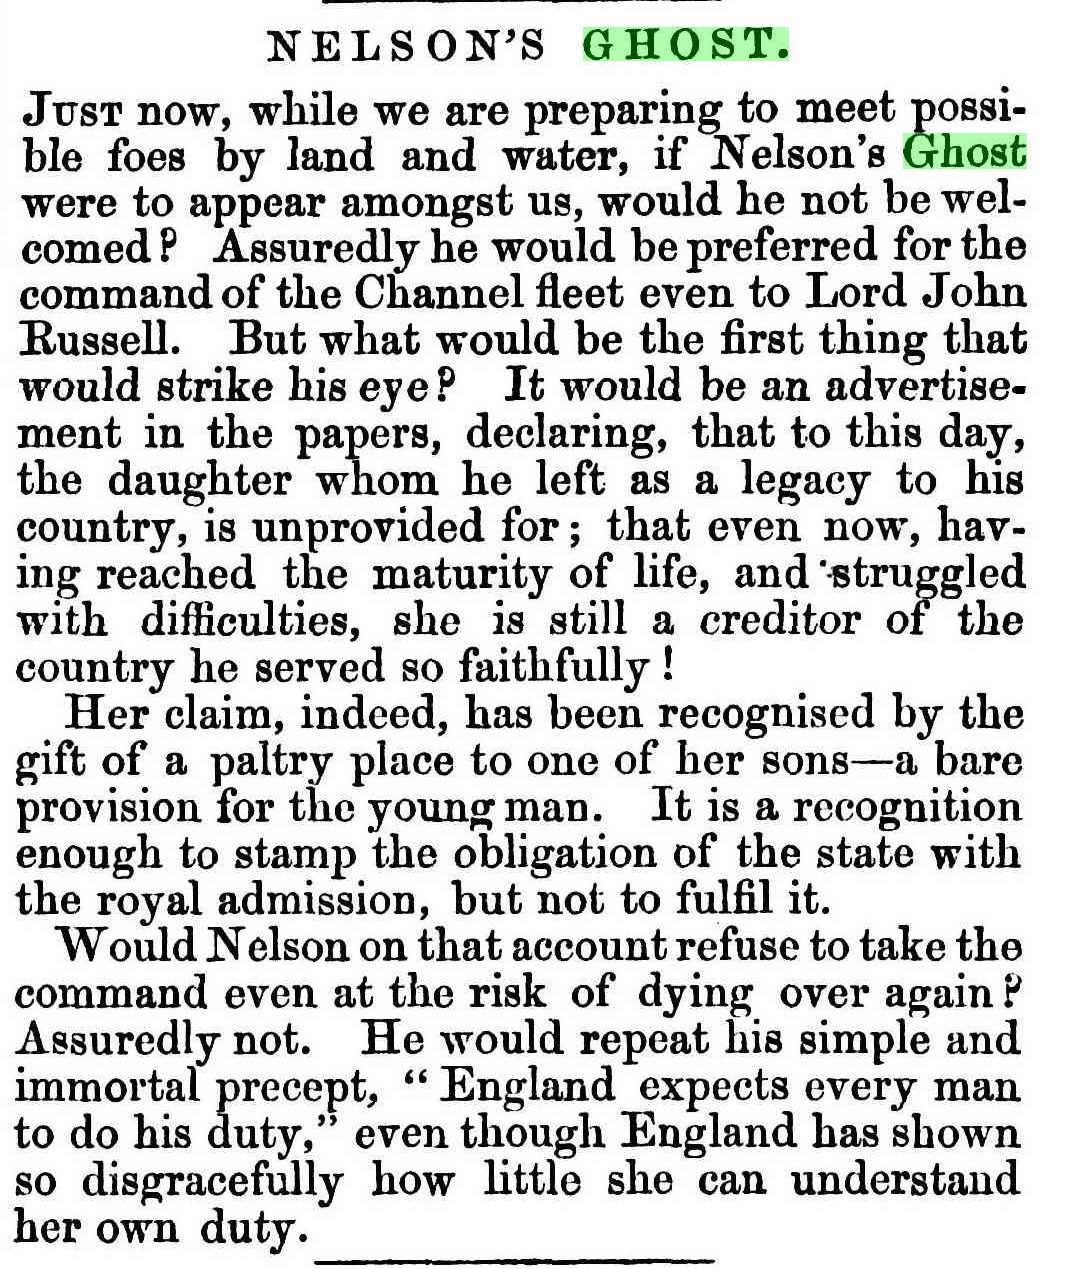 NELSON'S GHOST.
JUST now, while we are preparing to meet possi-
ble foes by land and water, if Nelson's Ghost
were to appear amongst us, would he not be wel-
comed? Assuredly he would be preferred for the
command of the Channel fleet even to Lord John
Russell. But what would be the first thing that
would strike his eye? It would be an advertise-
ment in the papers, declaring, that to this day,
the daughter whom he left as a legacy to his
country, is unprovided for; that even now, hav-
ing reached the maturity of life, and struggled
with difficulties, she is still a creditor of the
country he served so faithfully!
Her claim, indeed, has been recognised by the
gift of a paltry place to one of her sons—a bare
provision for the young man. It is a recognition
enough to stamp the obligation of the state with
the royal admission, but not to fulfil it.
Would Nelson on that account refuse to take the
command even at the risk of dying over again?
Assuredly not. He would repeat his simple and
immortal precept, "England expects every man
to do his duty," even though England has shown
so disgracefully how little she can understand
her own duty.